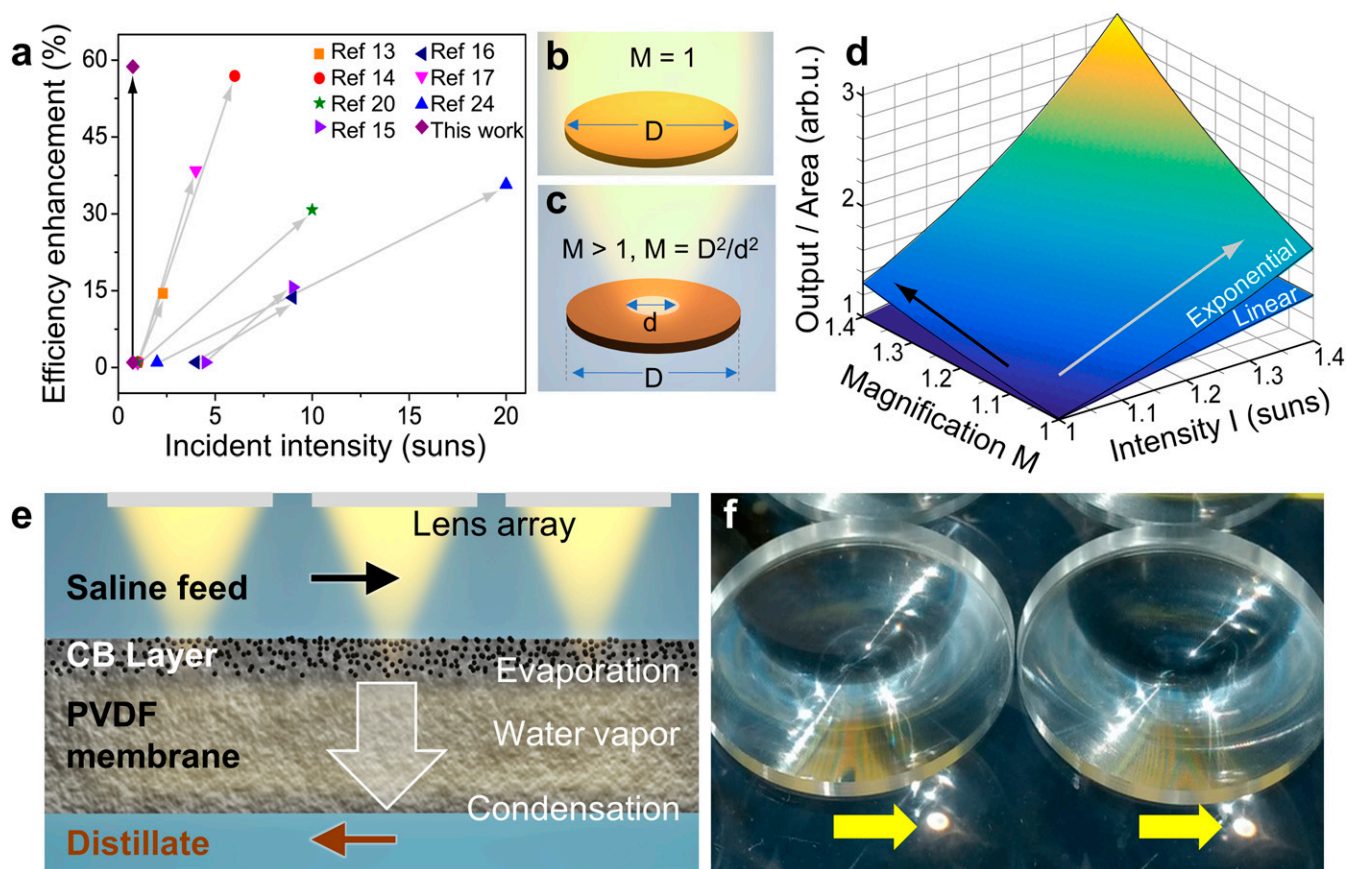 a
Efficiency enhancement (%)
60
45
30
15
0
0
5
10
15
20
Incident intensity (suns)
Ref 13
Ref 14
Ref 20
Ref 15
Ref 16
Ref 17
Ref 24
This work
b
M = 1
D
c
M > 1, M = D²/d²
d
D
d
Output / Area (arb.u.)
3
2
1
1.4
1.3
1.2
1.1
1
Magnification M
1
1.1
1.2
1.3
1.4
Intensity I (suns)
Exponential
Linear
e
Lens array
Saline feed
CB Layer
Evaporation
PVDF
membrane
Water vapor
Condensation
Distillate
f